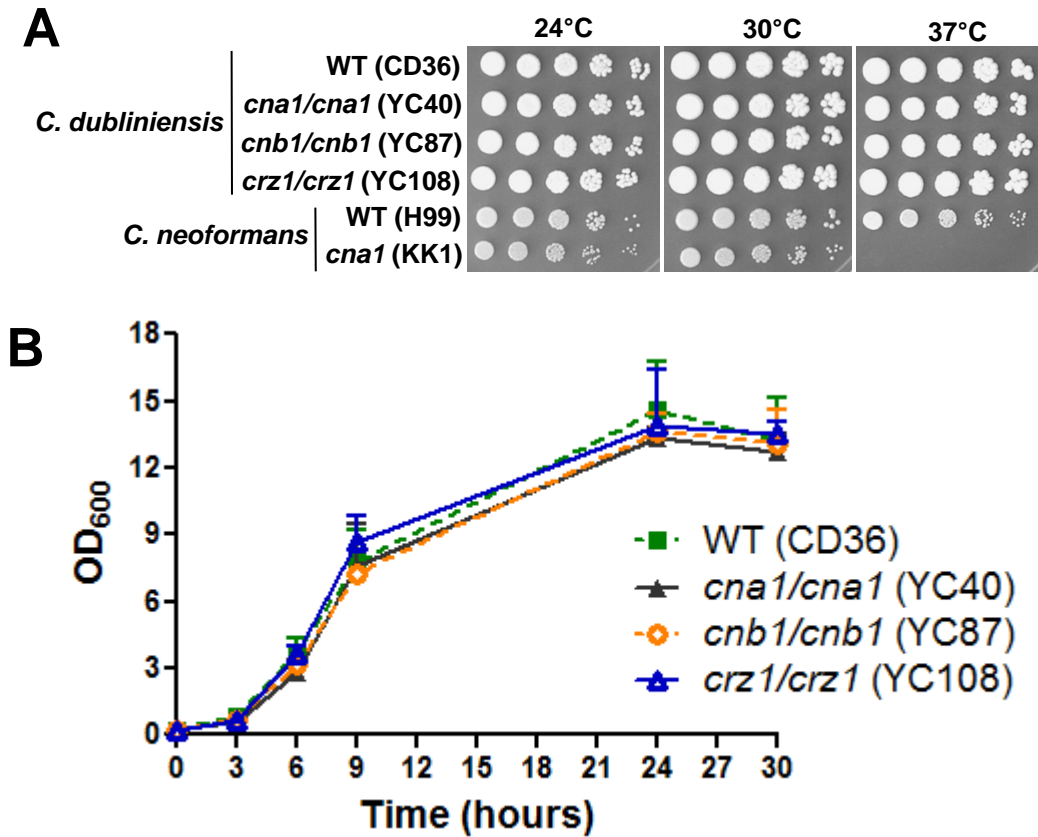 A
24°C 30°C 37°C
WT (CD36)
cna1/cna1 (YC40)
C. dubliniensis
cnb1/cnb1 (YC87)
crz1/crz1 (YC108)
WT (H99)
C. neoformans
cna1 (KK1)
B
18
15
12
9
6
3
0
OD600
WT (CD36)
cna1/cna1 (YC40)
cnb1/cnb1 (YC87)
crz1/crz1 (YC108)
0 3 6 9 12 15 18 21 24 27 30
Time (hours)